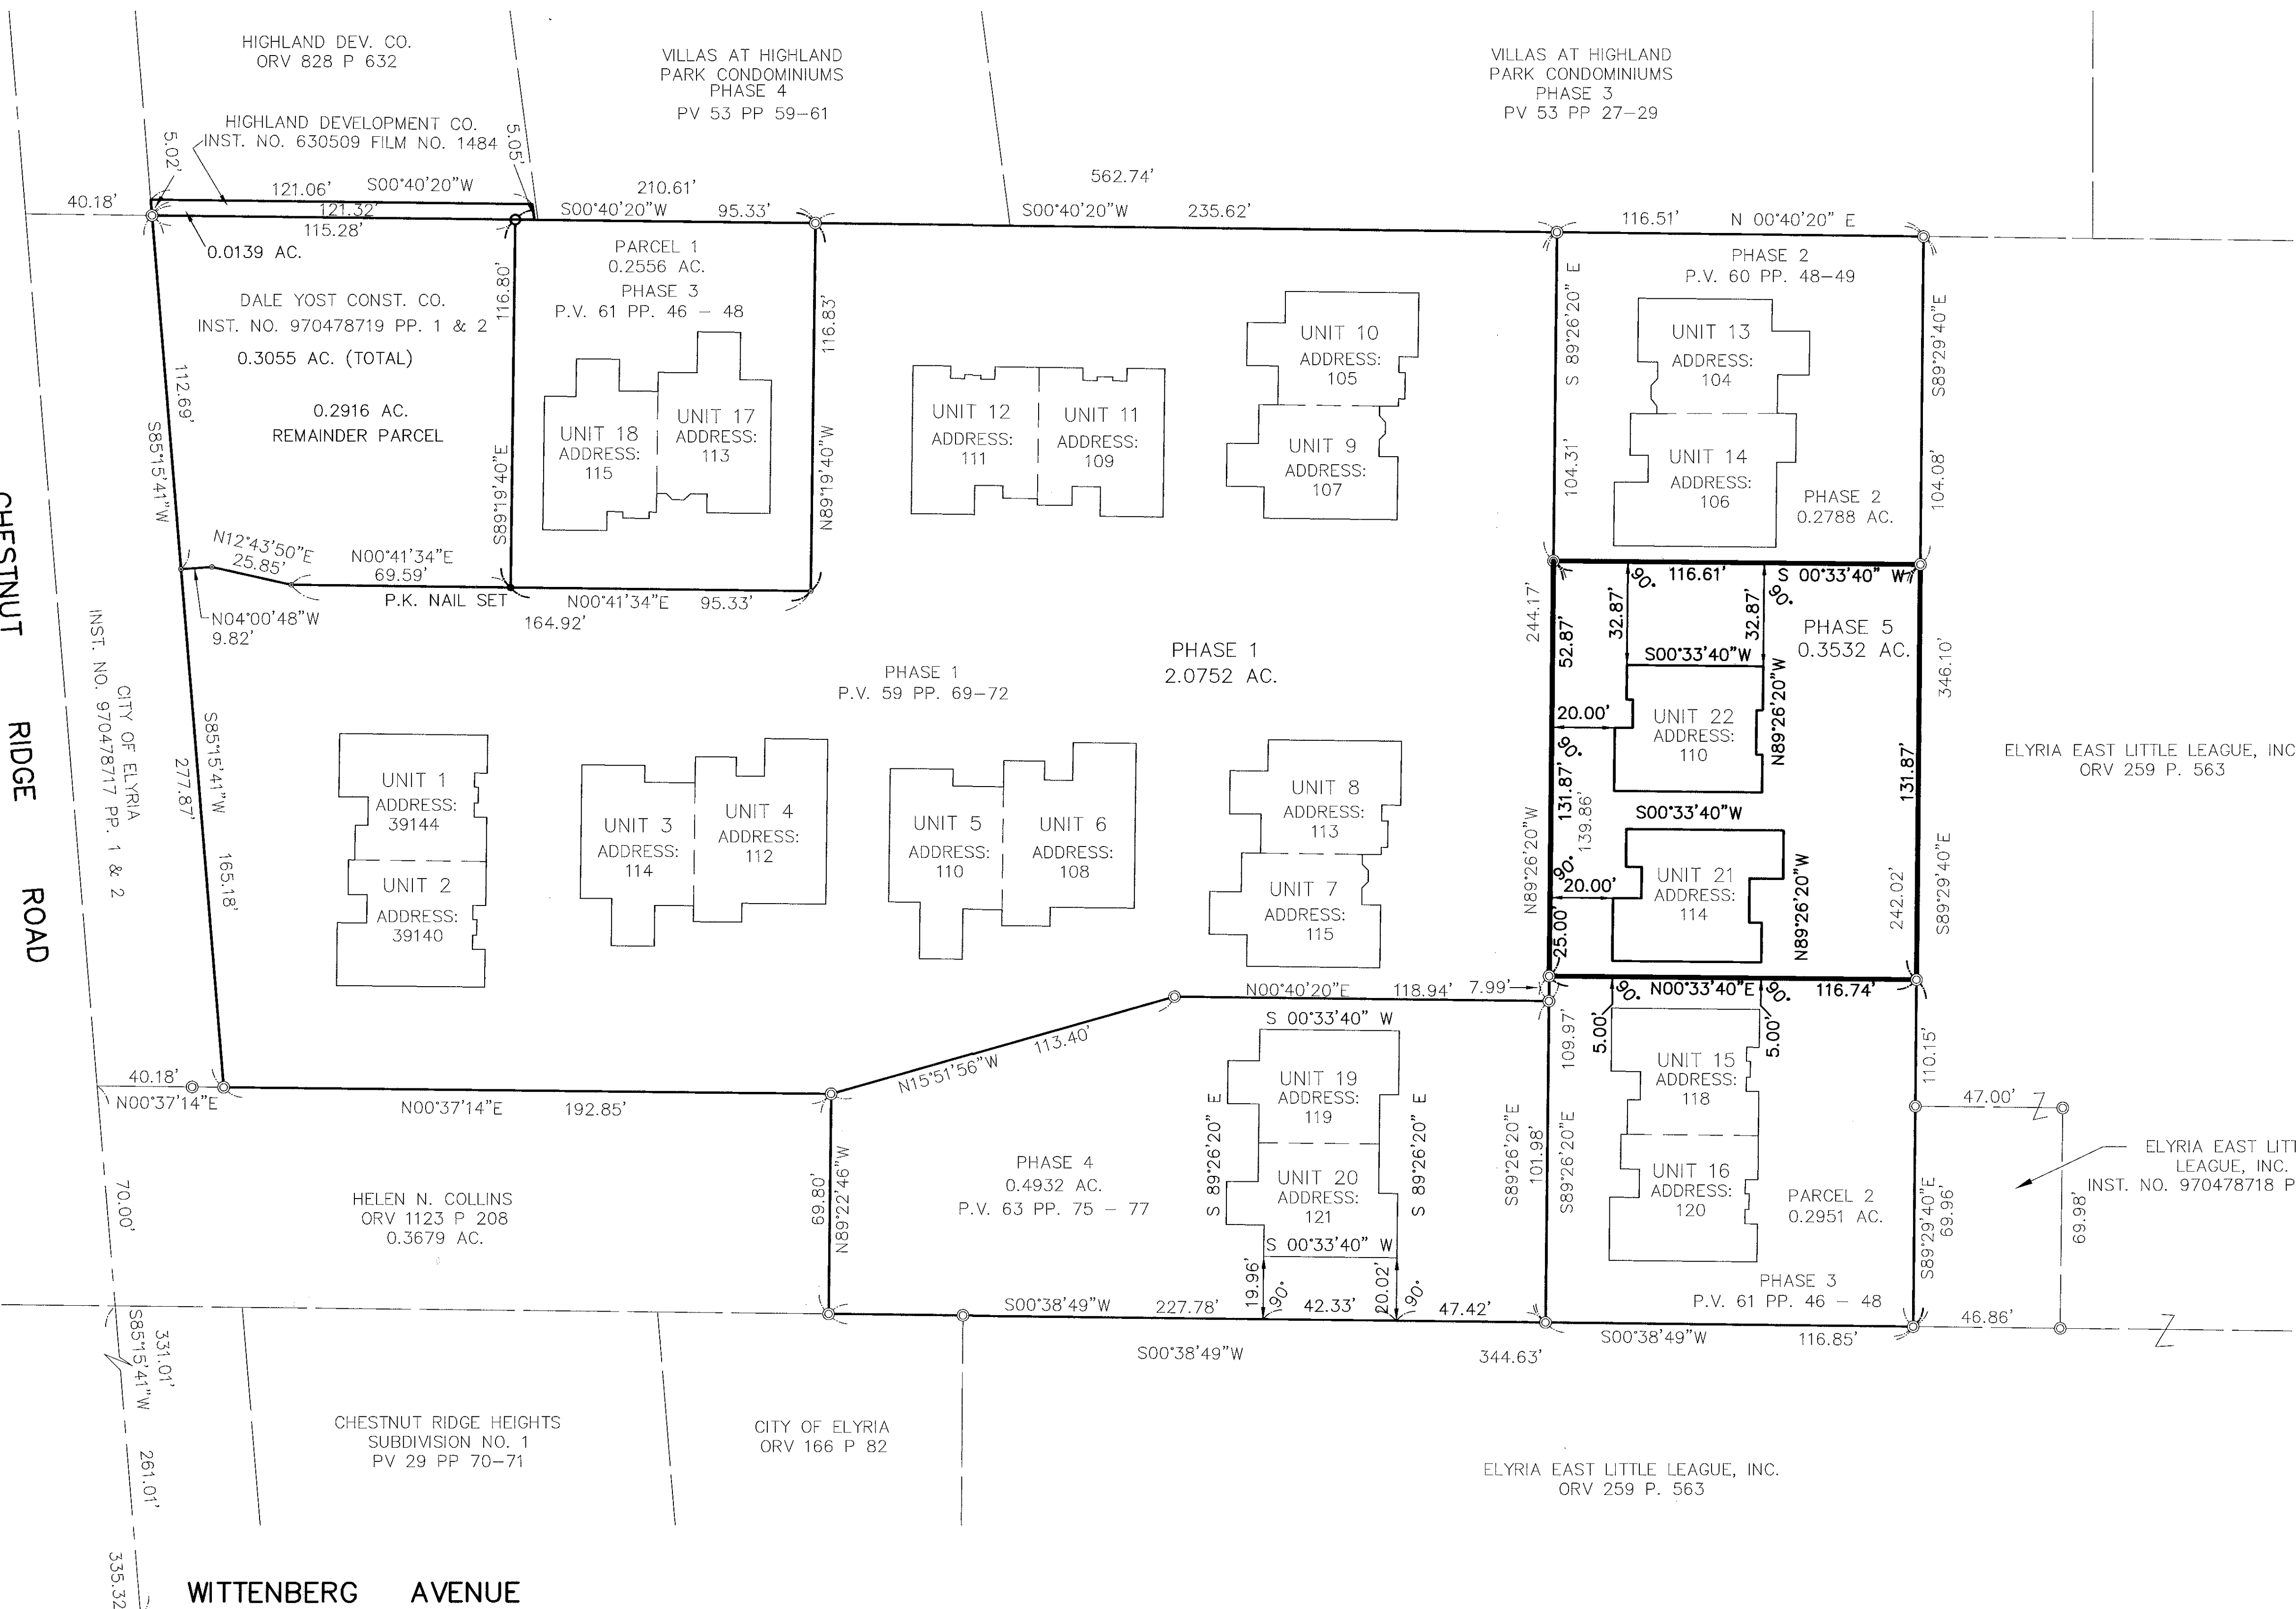 HIGHLAND DEV. CO.
ORV 828 P 632
VILLAS AT HIGHLAND
PARK CONDOMINIUMS
PHASE 4
PV 53 PP 59-61
VILLAS AT HIGHLAND
PARK CONDOMINIUMS
PHASE 3
PV 53 PP 27-29
HIGHLAND DEVELOPMENT CO.
INST. NO. 630509 FILM NO. 1484
5.02'
5.05'
40.18'
121.06' S00°40'20"W
121.32'
115.28'
0.0139 AC.
210.61'
S00°40'20"W 95.33'
562.74'
S00°40'20"W 235.62'
116.51' N 00°40'20" E
DALE YOST CONST. CO.
INST. NO. 970478719 PP. 1 & 2
0.3055 AC. (TOTAL)
0.2916 AC.
REMAINDER PARCEL
112.69'
S85°15'41"W
116.80'
S89°19'40"E
PARCEL 1
0.2556 AC.
PHASE 3
P.V. 61 PP. 46 - 48
UNIT 18
ADDRESS:
115
UNIT 17
ADDRESS:
113
116.83'
N89°19'40"W
UNIT 12
ADDRESS:
111
UNIT 11
ADDRESS:
109
UNIT 10
ADDRESS:
105
UNIT 9
ADDRESS:
107
S 89°26'20" E
104.31'
PHASE 2
P.V. 60 PP. 48-49
UNIT 13
ADDRESS:
104
UNIT 14
ADDRESS:
106
PHASE 2
0.2788 AC.
S89°29'40"E
104.08'
N12°43'50"E
25.85'
N00°41'34"E
69.59'
P.K. NAIL SET
N00°41'34"E 95.33'
164.92'
N04°00'48"W
9.82'
CHESTNUT RIDGE ROAD
CITY OF ELYRIA
INST. NO. 970478717 PP. 1 & 2
S85°15'41"W 165.18'
277.87'
PHASE 1
P.V. 59 PP. 69-72
PHASE 1
2.0752 AC.
UNIT 1
ADDRESS:
39144
UNIT 2
ADDRESS:
39140
UNIT 3
ADDRESS:
114
UNIT 4
ADDRESS:
112
UNIT 5
ADDRESS:
110
UNIT 6
ADDRESS:
108
UNIT 8
ADDRESS:
113
UNIT 7
ADDRESS:
115
244.17'
N89°26'20"W
52.87'
131.87'
139.86'
25.00'
116.61' S 00°33'40" W
90°
90°
32.87'
32.87'
PHASE 5
0.3532 AC.
S00°33'40"W
20.00'
90°
UNIT 22
ADDRESS:
110
N89°26'20"W
S00°33'40"W
90°
20.00'
UNIT 21
ADDRESS:
114
N89°26'20"W
131.87'
242.02'
346.10'
S89°29'40"E
ELYRIA EAST LITTLE LEAGUE, INC
ORV 259 P. 563
N00°40'20"E 118.94' 7.99'
N00°33'40"E 116.74'
90°
90°
5.00'
5.00'
N15°51'56"W 113.40'
S 00°33'40" W
UNIT 19
ADDRESS:
119
UNIT 20
ADDRESS:
121
S 89°26'20" E
S 89°26'20" E
S 00°33'40" W
19.96'
90°
20.02'
90°
109.97'
S89°26'20"E
101.98'
S89°26'20"E
UNIT 15
ADDRESS:
118
UNIT 16
ADDRESS:
120
PARCEL 2
0.2951 AC.
PHASE 3
P.V. 61 PP. 46 - 48
110.15'
47.00'
S89°29'40"E
69.96'
69.98'
ELYRIA EAST LIT
LEAGUE, INC.
INST. NO. 970478718 P
46.86'
40.18'
N00°37'14"E
N00°37'14"E 192.85'
69.80'
N89°22'46"W
PHASE 4
0.4932 AC.
P.V. 63 PP. 75 - 77
HELEN N. COLLINS
ORV 1123 P 208
0.3679 AC.
70.00'
S00°38'49"W 227.78' 42.33' 47.42'
S00°38'49"W 116.85'
S00°38'49"W 344.63'
331.01'
S85°15'41"W 261.01'
335.32
CHESTNUT RIDGE HEIGHTS
SUBDIVISION NO. 1
PV 29 PP 70-71
CITY OF ELYRIA
ORV 166 P 82
ELYRIA EAST LITTLE LEAGUE, INC.
ORV 259 P. 563
WITTENBERG AVENUE